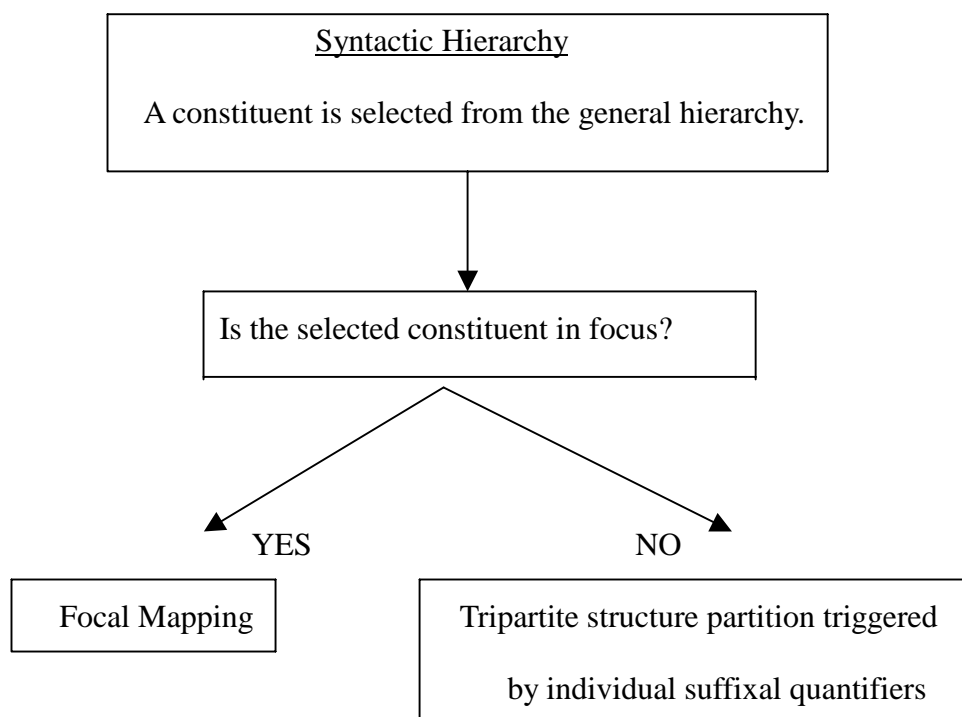 Syntactic Hierarchy
A constituent is selected from the general hierarchy.
Is the selected constituent in focus?
YES
NO
Focal Mapping
Tripartite structure partition triggered
by individual suffixal quantifiers